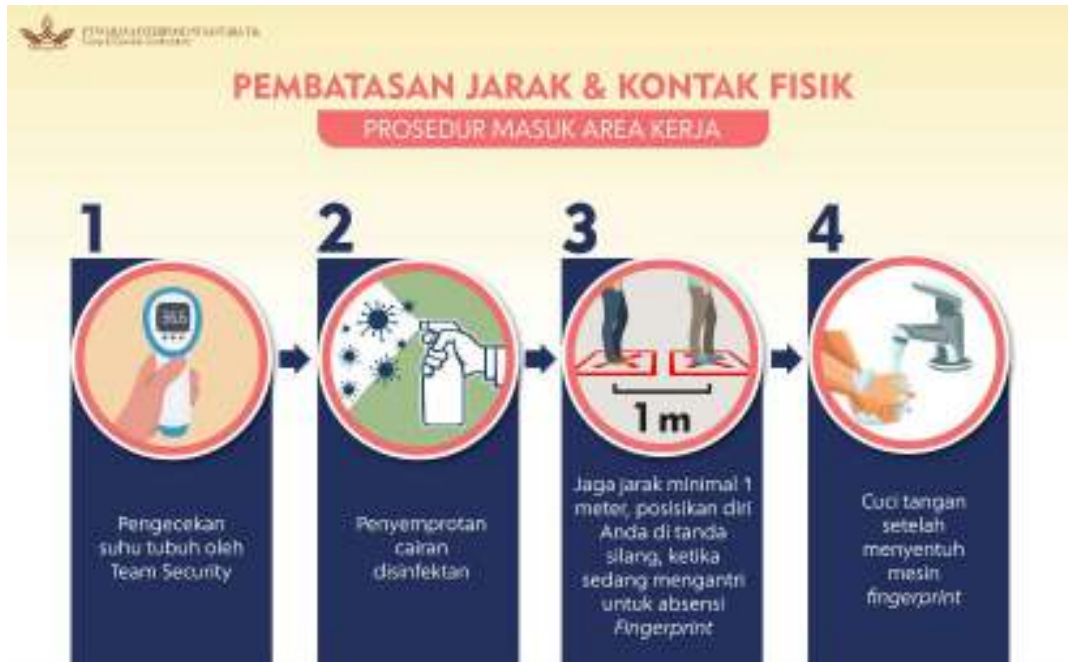 PEMBATASAN JARAK & KONTAK FISIK
PROSEDUR MASUK AREA KERJA
1
2
3
4
36.6
1 m
Pengecekan
suhu tubuh oleh
Team Security
Penyemprotan
cairan
disinfektan
Jaga jarak minimal 1
meter, posisikan diri
Anda di tanda
silang, ketika
sedang mengantri
untuk absensi
Fingerprint
Cuci tangan
setelah
menyentuh
mesin
fingerprint